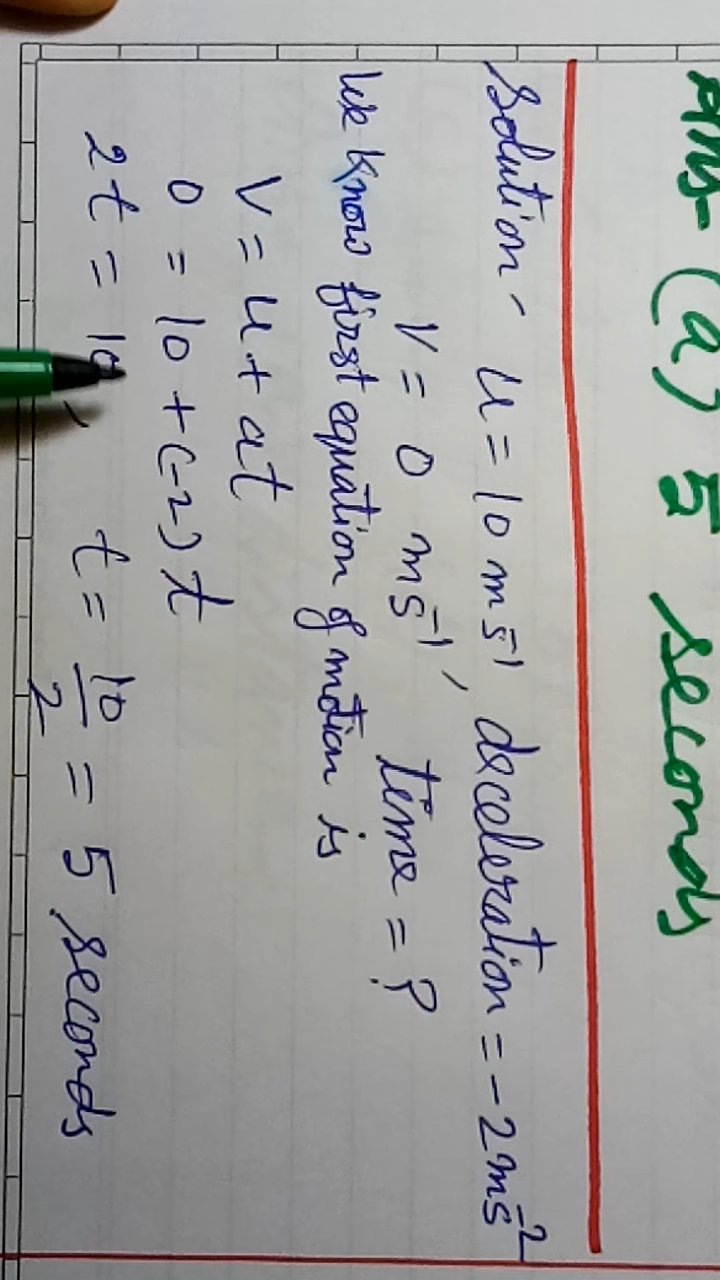 Ans- (a) 5 seconds
Solution- u = 10 ms⁻¹, deceleration = -2 ms⁻²
V = 0 ms⁻¹, time = ?
We know first equation of motion is
V = u + at
0 = 10 + (-2) t
2t = 10, t = 10/2 = 5 seconds